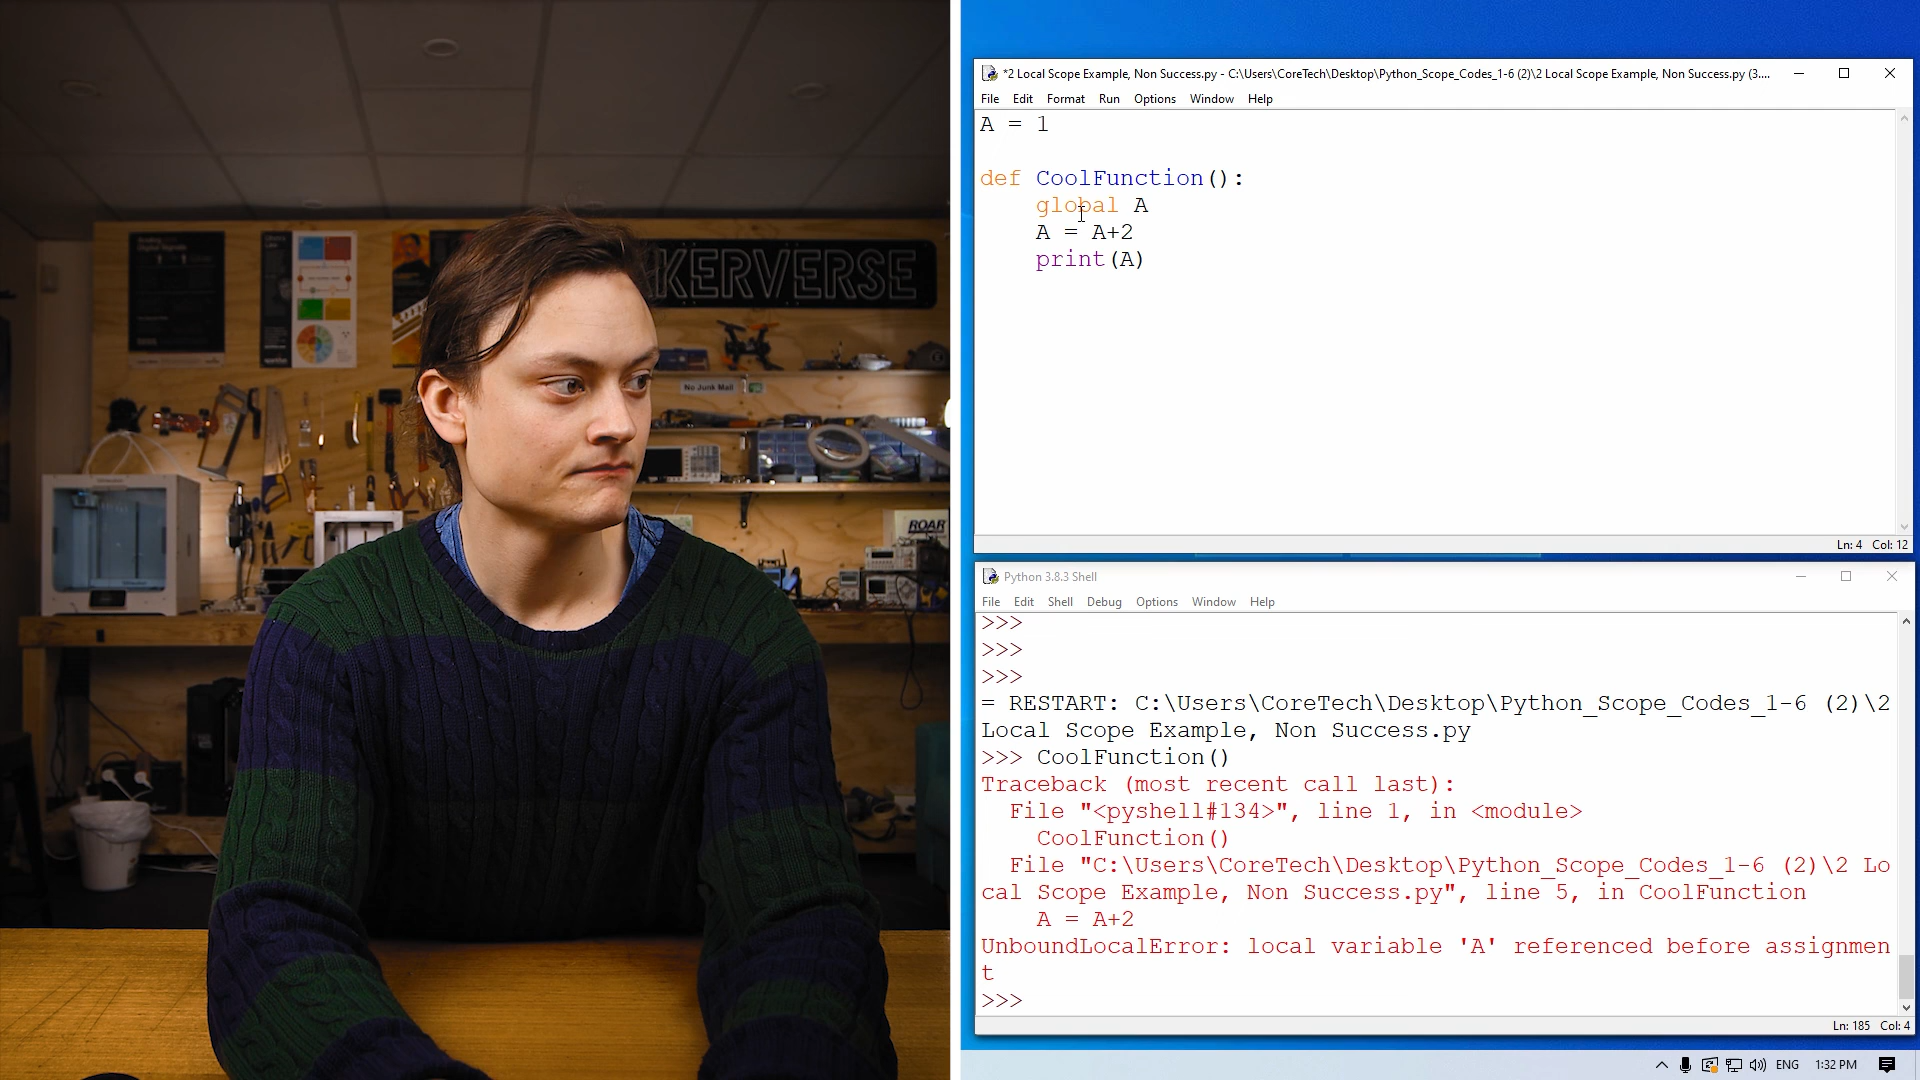 KERVERSE
No Junk Mail
ROAR
*2 Local Scope Example, Non Success.py - C:\Users\CoreTech\Desktop\Python_Scope_Codes_1-6 (2)\2 Local Scope Example, Non Success.py (3....
File Edit Format Run Options Window Help
A = 1
def CoolFunction():
global A
A = A+2
print(A)
Ln: 4 Col: 12
Python 3.8.3 Shell
File Edit Shell Debug Options Window Help
>>>
>>>
>>>
= RESTART: C:\Users\CoreTech\Desktop\Python_Scope_Codes_1-6 (2)\2
Local Scope Example, Non Success.py
>>> CoolFunction()
Traceback (most recent call last):
File "<pyshell#134>", line 1, in <module>
CoolFunction()
File "C:\Users\CoreTech\Desktop\Python_Scope_Codes_1-6 (2)\2 Lo
cal Scope Example, Non Success.py", line 5, in CoolFunction
A = A+2
UnboundLocalError: local variable 'A' referenced before assignmen
t
>>>
Ln: 185 Col: 4
ENG 1:32 PM